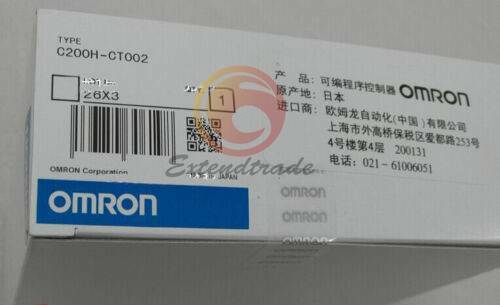 TYPE
C200H-CT002
26X3
1
OMRON Corporation
JAPAN
OMRON
产 品: 可编程序控制器 OMRON
原产地: 日本
进口商: 欧姆龙自动化(中国)有限公司
上海市外高桥保税区爱都路253号
4号楼第4层 200131
电话: 021-61006051
Extendtrade
OMRON
OMRON
OMRON